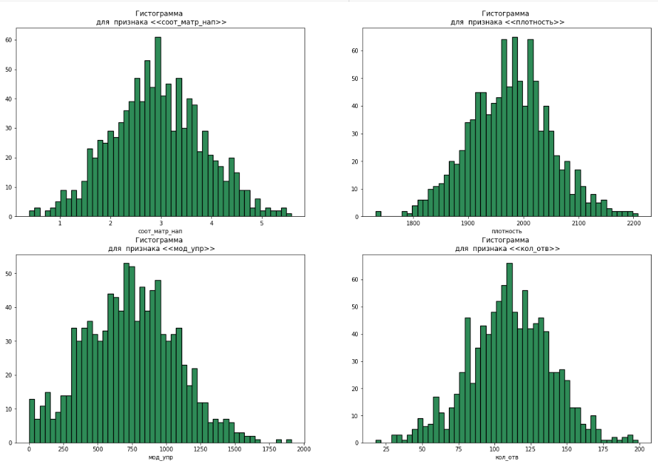 Гистограмма
для признака <<соот_матр_нап>>
60
50
40
30
20
10
0
1 2 3 4 5
соот_матр_нап
Гистограмма
для признака <<плотность>>
60
50
40
30
20
10
0
1800 1900 2000 2100 2200
плотность
Гистограмма
для признака <<мод_упр>>
50
40
30
20
10
0
0 250 500 750 1000 1250 1500 1750 2000
мод_упр
Гистограмма
для признака <<кол_отв>>
60
50
40
30
20
10
0
25 50 75 100 125 150 175 200
кол_отв